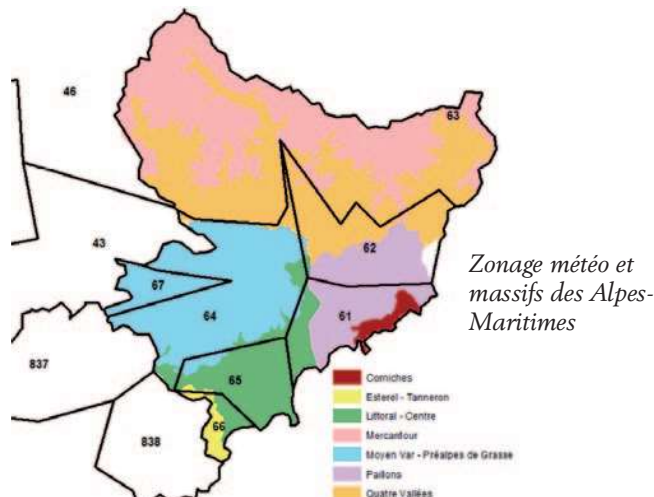 46
63
43
62
67
64
61
837
65
838
66
Zonage météo et
massifs des Alpes-
Maritimes
Corniches
Esterel - Tanneron
Littoral - Centre
Mercantour
Moyen Var - Préalpes de Grasse
Paillons
Quatre Vallées